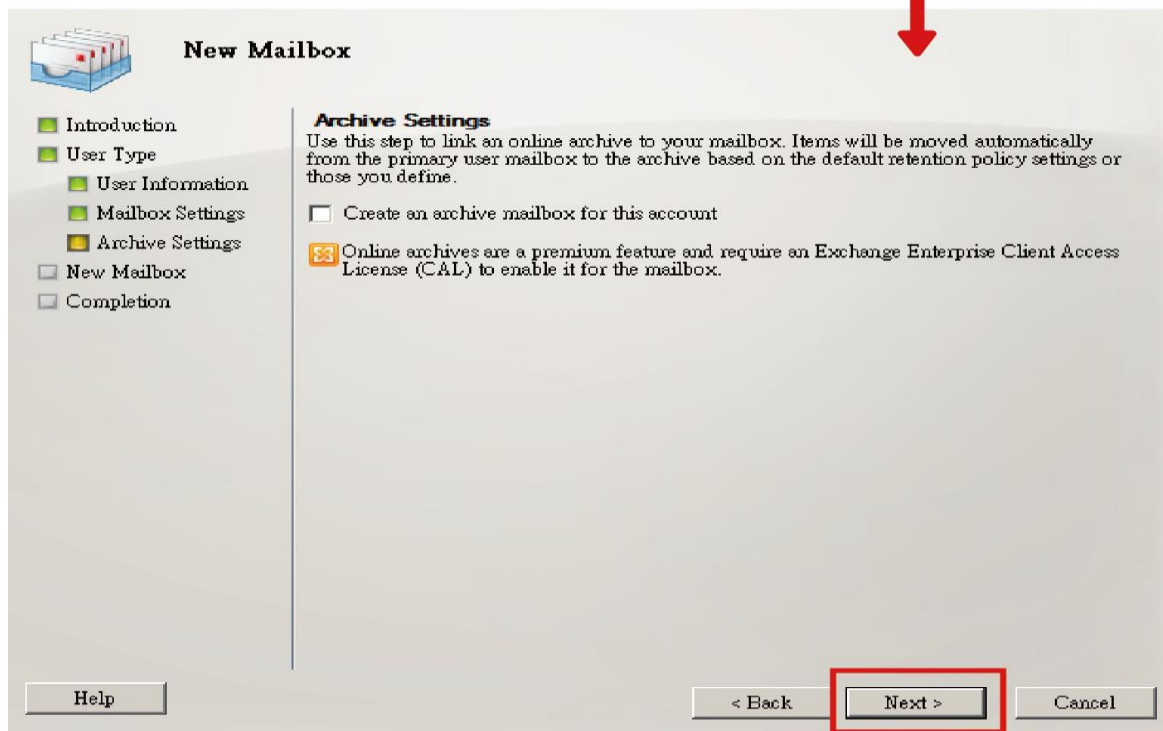 New Mailbox
Introduction
User Type
User Information
Mailbox Settings
Archive Settings
New Mailbox
Completion
Archive Settings
Use this step to link an online archive to your mailbox. Items will be moved automatically
from the primary user mailbox to the archive based on the default retention policy settings or
those you define.
Create an archive mailbox for this account
Online archives are a premium feature and require an Exchange Enterprise Client Access
License (CAL) to enable it for the mailbox.
Help
< Back
Next >
Cancel